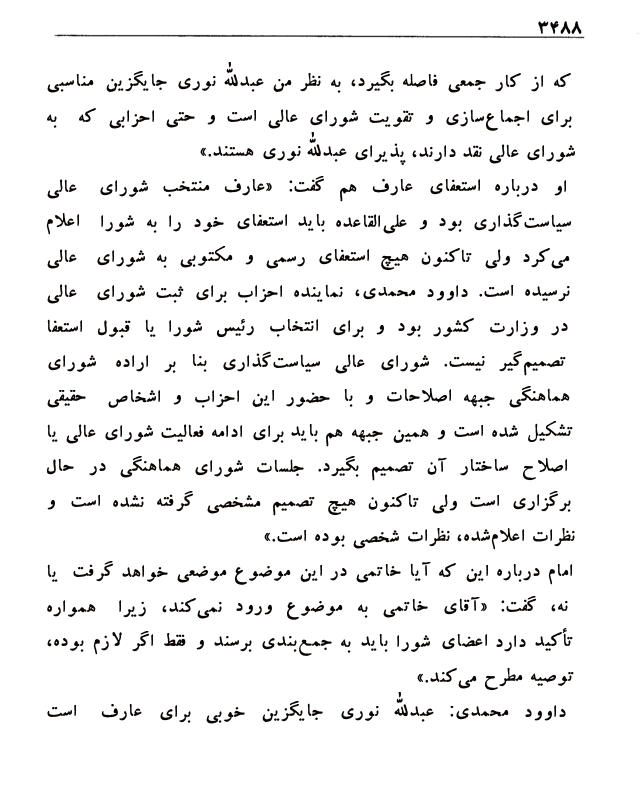 ۳۴۸۸
که از کار جمعی فاصله بگیرد، به نظر من عبدالله نوری جایگزین مناسبی
برای اجماع‌سازی و تقویت شورای عالی است و حتی احزابی که به
شورای عالی نقد دارند، پذیرای عبدالله نوری هستند.»
او درباره استعفای عارف هم گفت: «عارف منتخب شورای عالی
سیاست‌گذاری بود و علی‌القاعده باید استعفای خود را به شورا اعلام
می‌کرد ولی تاکنون هیچ استعفای رسمی و مکتوبی به شورای عالی
نرسیده است. داوود محمدی، نماینده احزاب برای ثبت شورای عالی
در وزارت کشور بود و برای انتخاب رئیس شورا یا قبول استعفا
تصمیم‌گیر نیست. شورای عالی سیاست‌گذاری بنا بر اراده شورای
هماهنگی جبهه اصلاحات و با حضور این احزاب و اشخاص حقیقی
تشکیل شده است و همین جبهه هم باید برای ادامه فعالیت شورای عالی یا
اصلاح ساختار آن تصمیم بگیرد. جلسات شورای هماهنگی در حال
برگزاری است ولی تاکنون هیچ تصمیم مشخصی گرفته نشده است و
نظرات اعلام‌شده، نظرات شخصی بوده است.»
امام درباره این که آیا خاتمی در این موضوع موضعی خواهد گرفت یا
نه، گفت: «آقای خاتمی به موضوع ورود نمی‌کند، زیرا همواره
تأکید دارد اعضای شورا باید به جمع‌بندی برسند و فقط اگر لازم بوده،
توصیه مطرح می‌کند.»
داوود محمدی: عبدالله نوری جایگزین خوبی برای عارف است